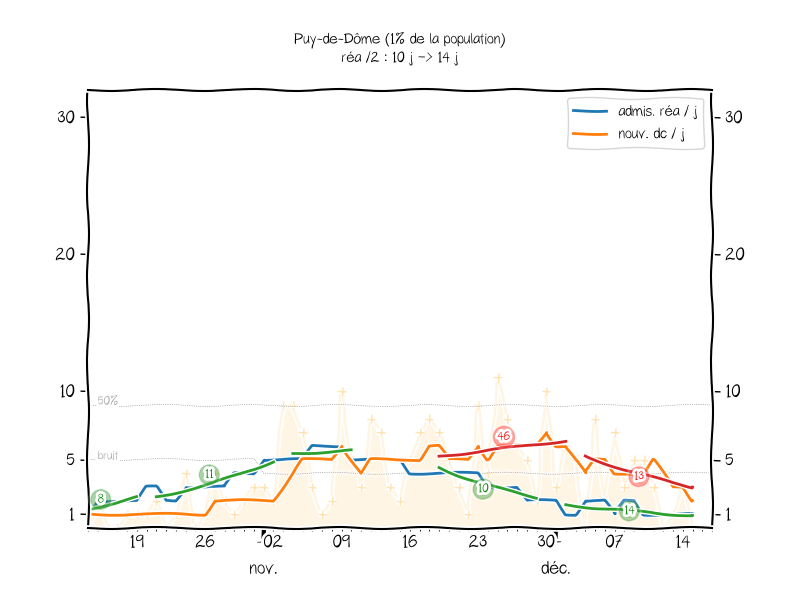 Puy-de-Dôme (1% de la population)
réa /2 : 10 j -> 14 j
admis. réa / j
nouv. dc / j
30 30
20 20
10 10
50%
5 bruit 5
1 1
8 11 46 10 13 14
19 26 -02 09 16 23 30- 07 14
nov. déc.